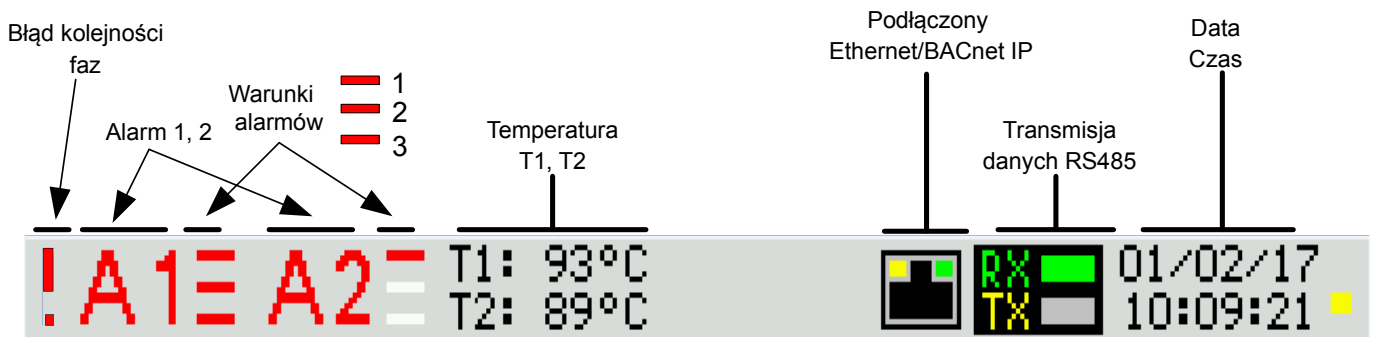 Błąd kolejności
faz
Alarm 1, 2
Warunki
alarmów
1
2
3
Temperatura
T1, T2
Podłączony
Ethernet/BACnet IP
Transmisja
danych RS485
Data
Czas
! A1 A2
T1: 93°C
T2: 89°C
RX
TX
01/02/17
10:09:21